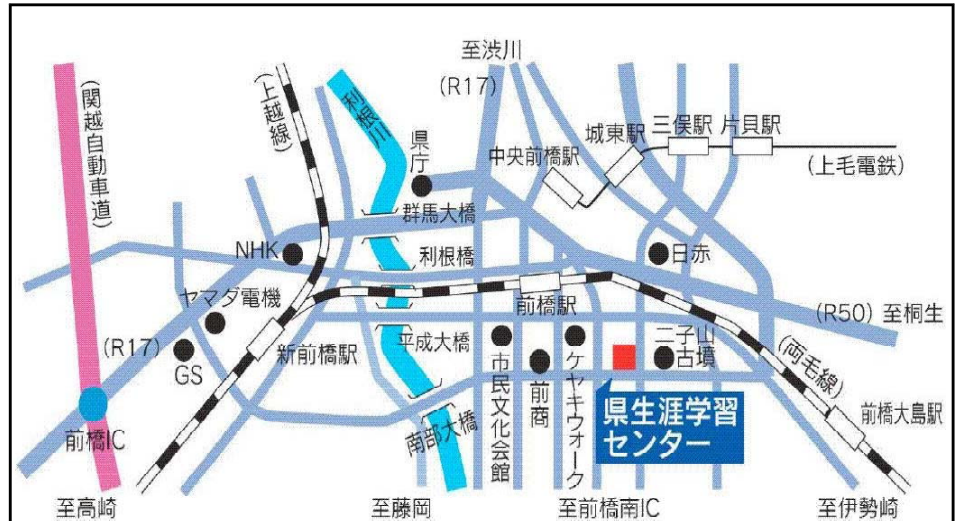 至渋川
(R17)
(関越自動車道)
(上越線)
利根川
県庁
城東駅
三俣駅
片貝駅
中央前橋駅
(上毛電鉄)
群馬大橋
NHK
利根橋
日赤
ヤマダ電機
前橋駅
(R50) 至桐生
(R17)
GS
新前橋駅
平成大橋
二子山
古墳
(両毛線)
市民文化会館
前商
ケヤキウォーク
県生涯学習
センター
前橋大島駅
前橋IC
南部大橋
至高崎
至藤岡
至前橋南IC
至伊勢崎